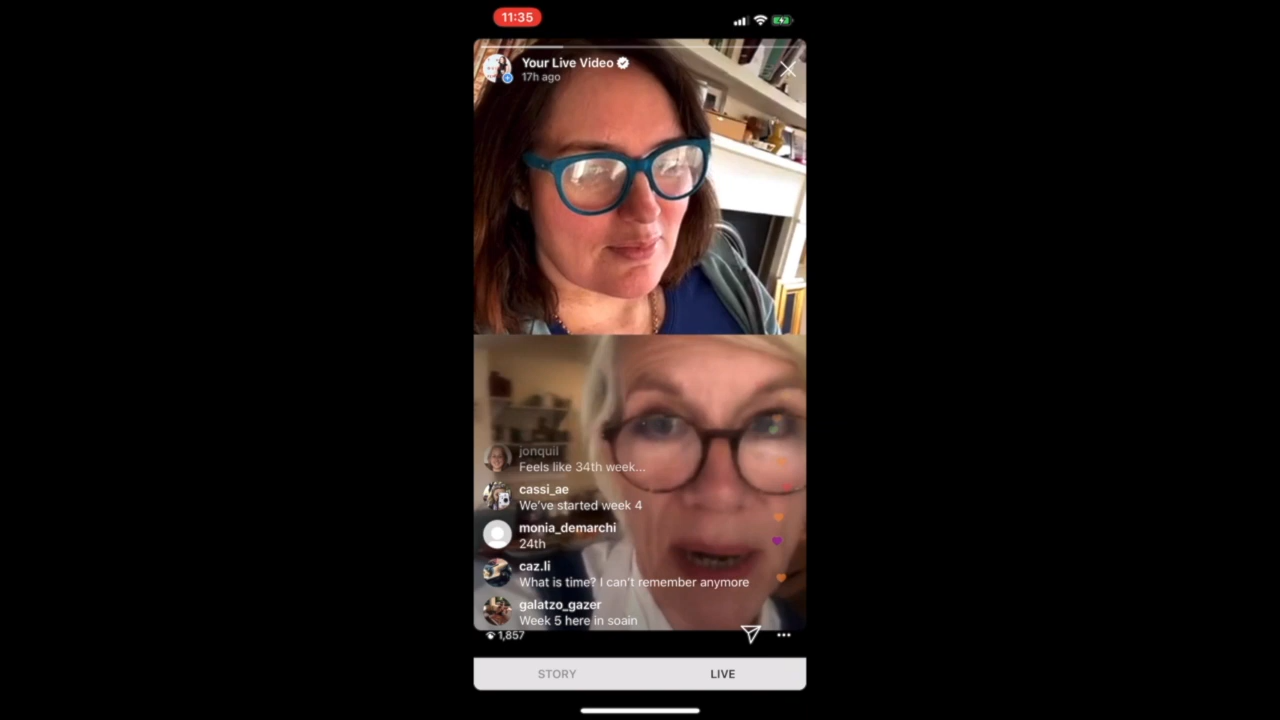 11:35
Your Live Video
17h ago
jonquil
Feels like 34th week...
cassi_ae
We've started week 4
monia_demarchi
24th
caz.li
What is time? I can't remember anymore
galatzo_gazer
Week 5 here in soain
1,857
STORY
LIVE